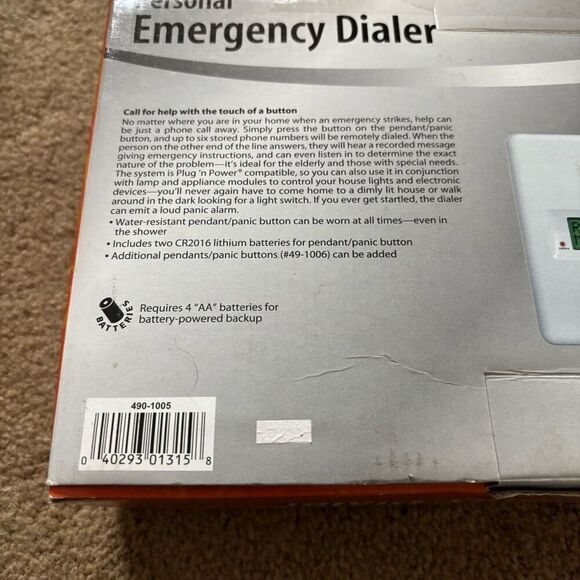 Personal
Emergency Dialer
Call for help with the touch of a button
No matter where you are in your home when an emergency strikes, help can
be just a phone call away. Simply press the button on the pendant/panic
button, and up to six stored phone numbers will be remotely dialed. When the
person on the other end of the line answers, they will hear a recorded message
giving emergency instructions, and can even listen in to determine the exact
nature of the problem—it's ideal for the elderly and those with special needs.
The system is Plug 'n Power® compatible, so you can also use it in conjunction
with lamp and appliance modules to control your house lights and electronic
devices—you'll never again have to come home to a dimly lit house or walk
around in the dark looking for a light switch. If you ever get startled, the dialer
can emit a loud panic alarm.
• Water-resistant pendant/panic button can be worn at all times—even in
the shower
• Includes two CR2016 lithium batteries for pendant/panic button
• Additional pendants/panic buttons (#49-1006) can be added
BATTERIES
Requires 4 "AA" batteries for
battery-powered backup
490-1005
0 40293 01315 8